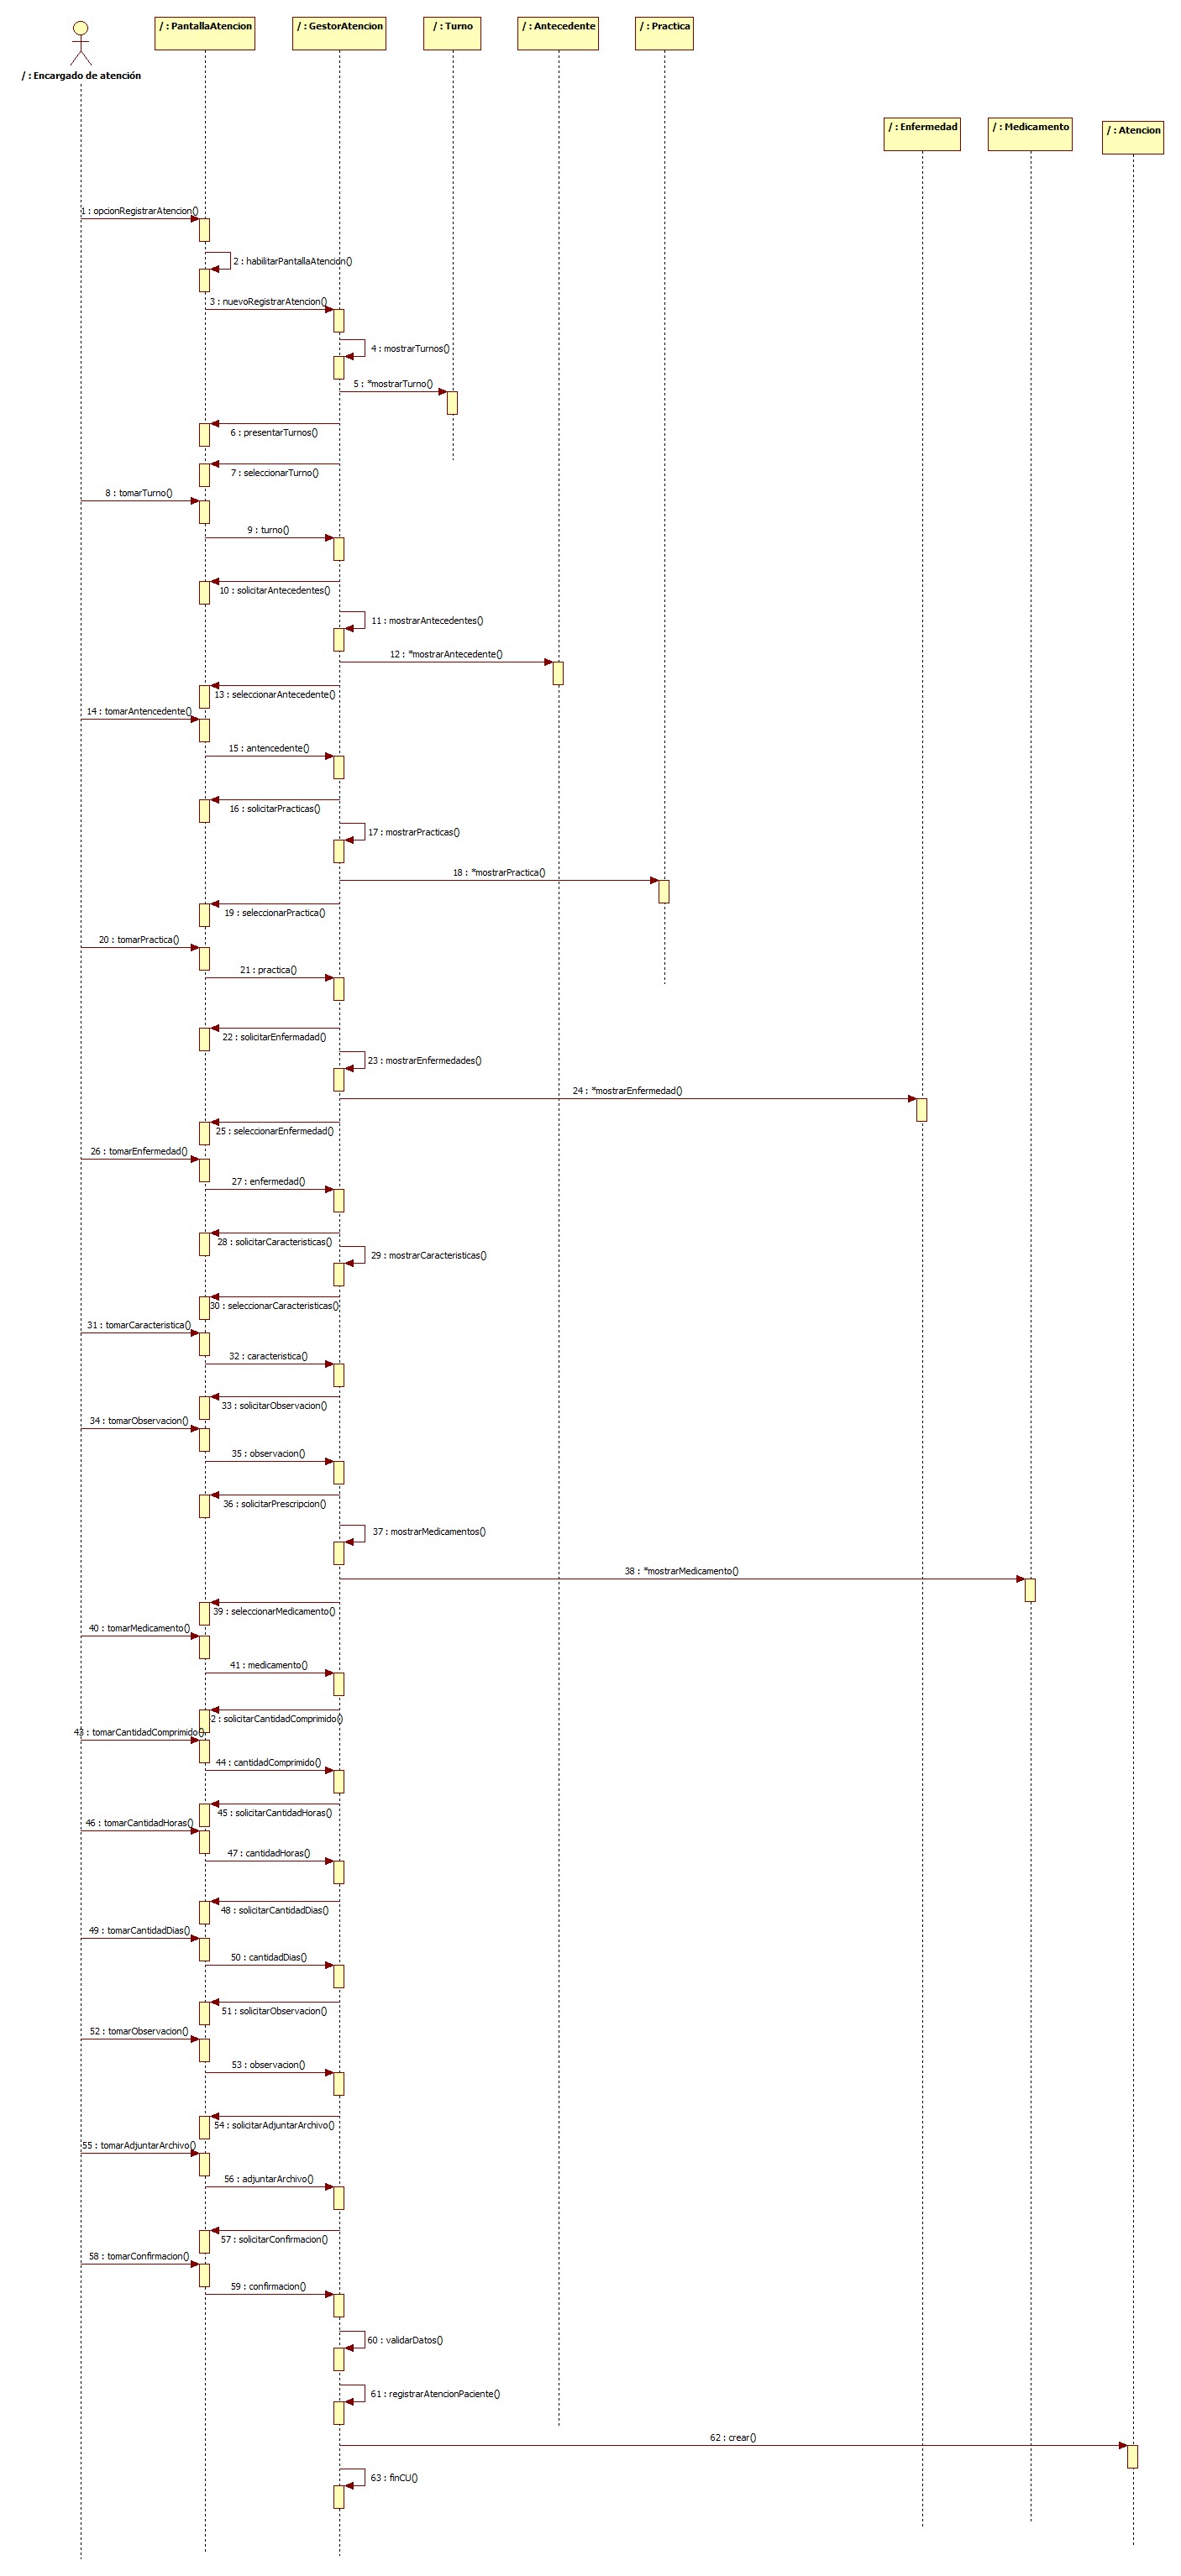 / : PantallaAtencion
/ : GestorAtencion
/ : Turno
/ : Antecedente
/ : Practica
/ : Encargado de atención
/ : Enfermedad
/ : Medicamento
/ : Atencion
1 : opcionRegistrarAtencion()
2 : habilitarPantallaAtencion()
3 : nuevoRegistrarAtencion()
4 : mostrarTurnos()
5 : *mostrarTurno()
6 : presentarTurnos()
7 : seleccionarTurno()
8 : tomarTurno()
9 : turno()
10 : solicitarAntecedentes()
11 : mostrarAntecedentes()
12 : *mostrarAntecedente()
13 : seleccionarAntecedente()
14 : tomarAntencedente()
15 : antencedente()
16 : solicitarPracticas()
17 : mostrarPracticas()
18 : *mostrarPractica()
19 : seleccionarPractica()
20 : tomarPractica()
21 : practica()
22 : solicitarEnfermadad()
23 : mostrarEnfermedades()
24 : *mostrarEnfermedad()
25 : seleccionarEnfermedad()
26 : tomarEnfermedad()
27 : enfermedad()
28 : solicitarCaracteristicas()
29 : mostrarCaracteristicas()
30 : seleccionarCaracteristicas()
31 : tomarCaracteristica()
32 : caracteristica()
33 : solicitarObservacion()
34 : tomarObservacion()
35 : observacion()
36 : solicitarPrescripcion()
37 : mostrarMedicamentos()
38 : *mostrarMedicamento()
39 : seleccionarMedicamento()
40 : tomarMedicamento()
41 : medicamento()
2 : solicitarCantidadComprimido()
43 : tomarCantidadComprimido()
44 : cantidadComprimido()
45 : solicitarCantidadHoras()
46 : tomarCantidadHoras()
47 : cantidadHoras()
48 : solicitarCantidadDias()
49 : tomarCantidadDias()
50 : cantidadDias()
51 : solicitarObservacion()
52 : tomarObservacion()
53 : observacion()
54 : solicitarAdjuntarArchivo()
55 : tomarAdjuntarArchivo()
56 : adjuntarArchivo()
57 : solicitarConfirmacion()
58 : tomarConfirmacion()
59 : confirmacion()
60 : validarDatos()
61 : registrarAtencionPaciente()
62 : crear()
63 : finCU()